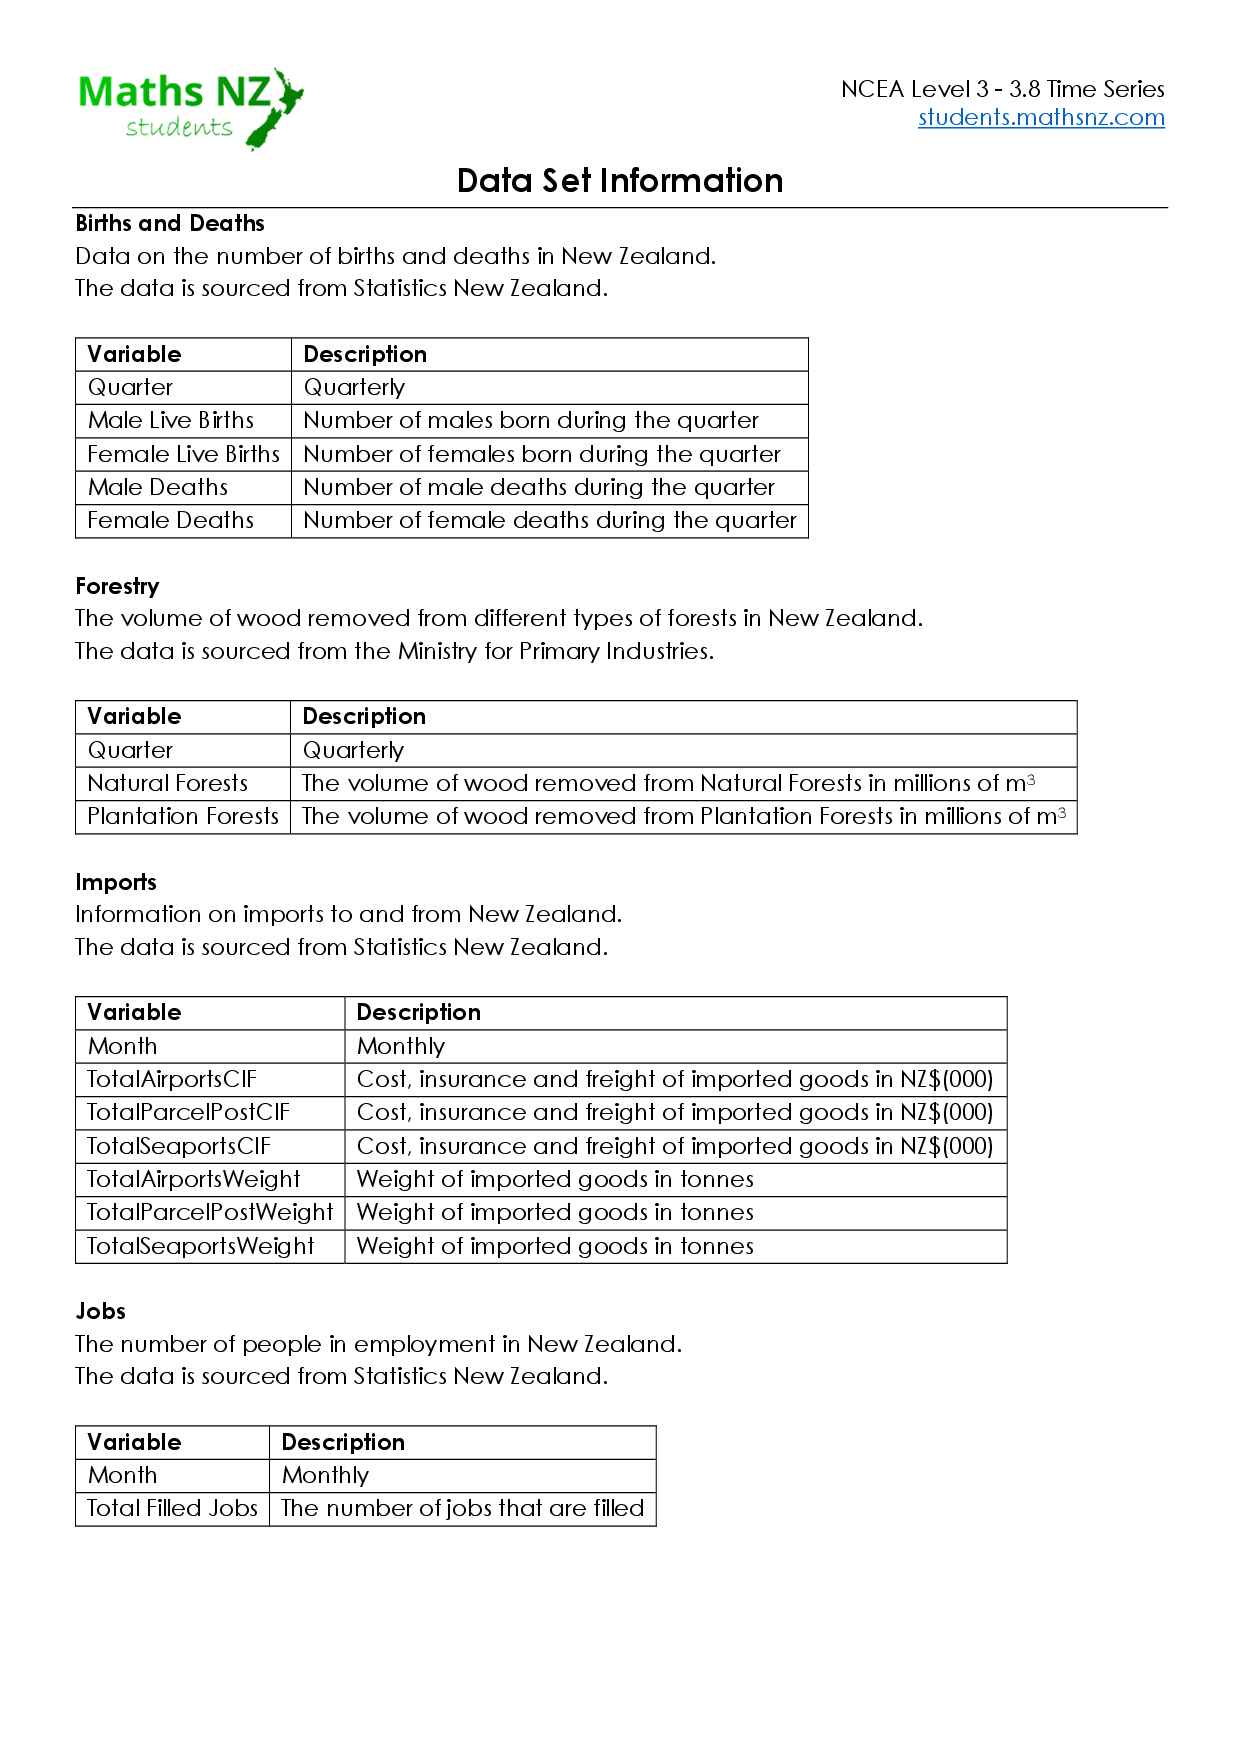 Maths NZ
students
NCEA Level 3 - 3.8 Time Series
students.mathsnz.com
Data Set Information
Births and Deaths
Data on the number of births and deaths in New Zealand.
The data is sourced from Statistics New Zealand.
Variable Description
Quarter Quarterly
Male Live Births Number of males born during the quarter
Female Live Births Number of females born during the quarter
Male Deaths Number of male deaths during the quarter
Female Deaths Number of female deaths during the quarter
Forestry
The volume of wood removed from different types of forests in New Zealand.
The data is sourced from the Ministry for Primary Industries.
Variable Description
Quarter Quarterly
Natural Forests The volume of wood removed from Natural Forests in millions of m³
Plantation Forests The volume of wood removed from Plantation Forests in millions of m³
Imports
Information on imports to and from New Zealand.
The data is sourced from Statistics New Zealand.
Variable Description
Month Monthly
TotalAirportsCIF Cost, insurance and freight of imported goods in NZ$(000)
TotalParcelPostCIF Cost, insurance and freight of imported goods in NZ$(000)
TotalSeaportsCIF Cost, insurance and freight of imported goods in NZ$(000)
TotalAirportsWeight Weight of imported goods in tonnes
TotalParcelPostWeight Weight of imported goods in tonnes
TotalSeaportsWeight Weight of imported goods in tonnes
Jobs
The number of people in employment in New Zealand.
The data is sourced from Statistics New Zealand.
Variable Description
Month Monthly
Total Filled Jobs The number of jobs that are filled